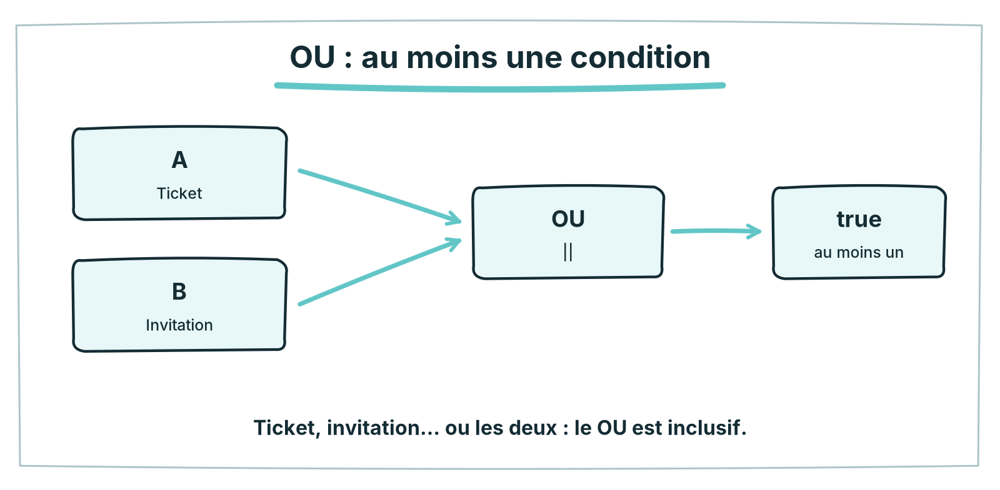 OU : au moins une condition
A
Ticket
B
Invitation
OU
||
true
au moins un
Ticket, invitation... ou les deux : le OU est inclusif.